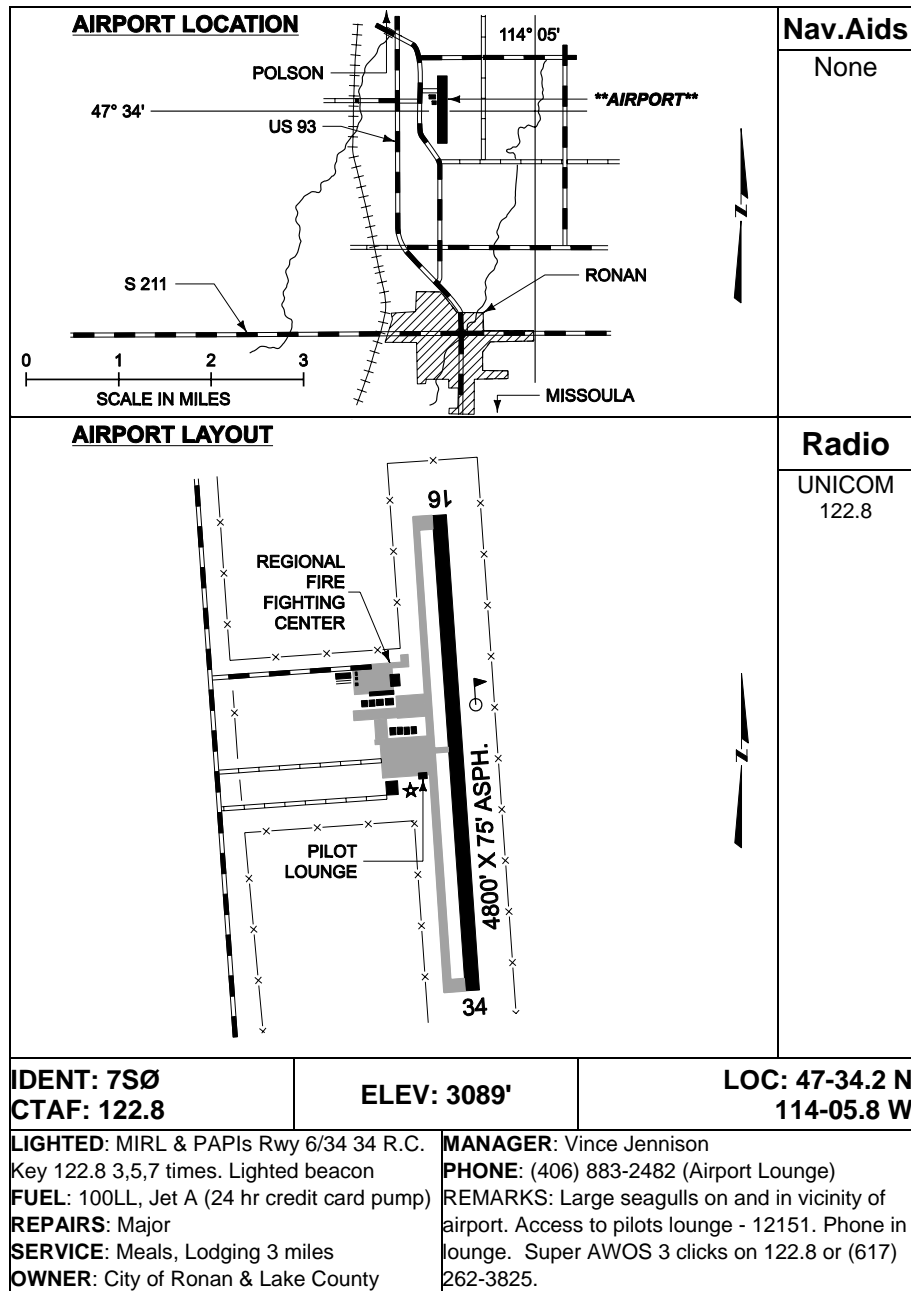 AIRPORT LOCATION
114° 05'
POLSON
**AIRPORT**
47° 34'
US 93
N
S 211
RONAN
0 1 2 3
SCALE IN MILES
MISSOULA
Nav.Aids
None
AIRPORT LAYOUT
16
REGIONAL
FIRE
FIGHTING
CENTER
N
4800' X 75' ASPH.
PILOT
LOUNGE
34
Radio
UNICOM
122.8
IDENT: 7SØ
CTAF: 122.8
ELEV: 3089'
LOC: 47-34.2 N
114-05.8 W
LIGHTED: MIRL & PAPIs Rwy 6/34 34 R.C.
Key 122.8 3,5,7 times. Lighted beacon
FUEL: 100LL, Jet A (24 hr credit card pump)
REPAIRS: Major
SERVICE: Meals, Lodging 3 miles
OWNER: City of Ronan & Lake County
MANAGER: Vince Jennison
PHONE: (406) 883-2482 (Airport Lounge)
REMARKS: Large seagulls on and in vicinity of
airport. Access to pilots lounge - 12151. Phone in
lounge. Super AWOS 3 clicks on 122.8 or (617)
262-3825.